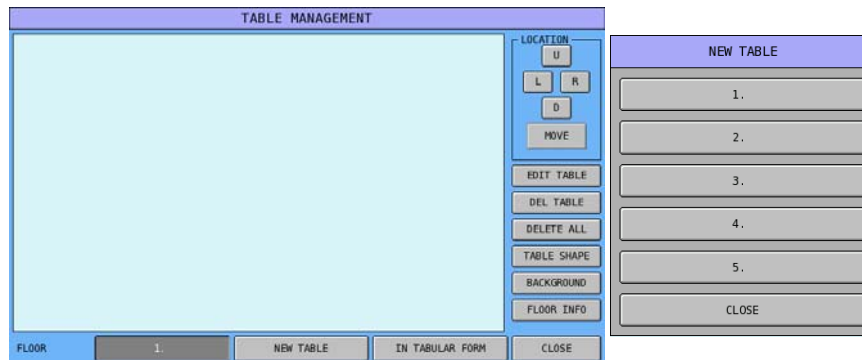 TABLE MANAGEMENT
LOCATION
U
L R
D
MOVE
EDIT TABLE
DEL TABLE
DELETE ALL
TABLE SHAPE
BACKGROUND
FLOOR INFO
FLOOR 1. NEW TABLE IN TABULAR FORM CLOSE
NEW TABLE
1.
2.
3.
4.
5.
CLOSE